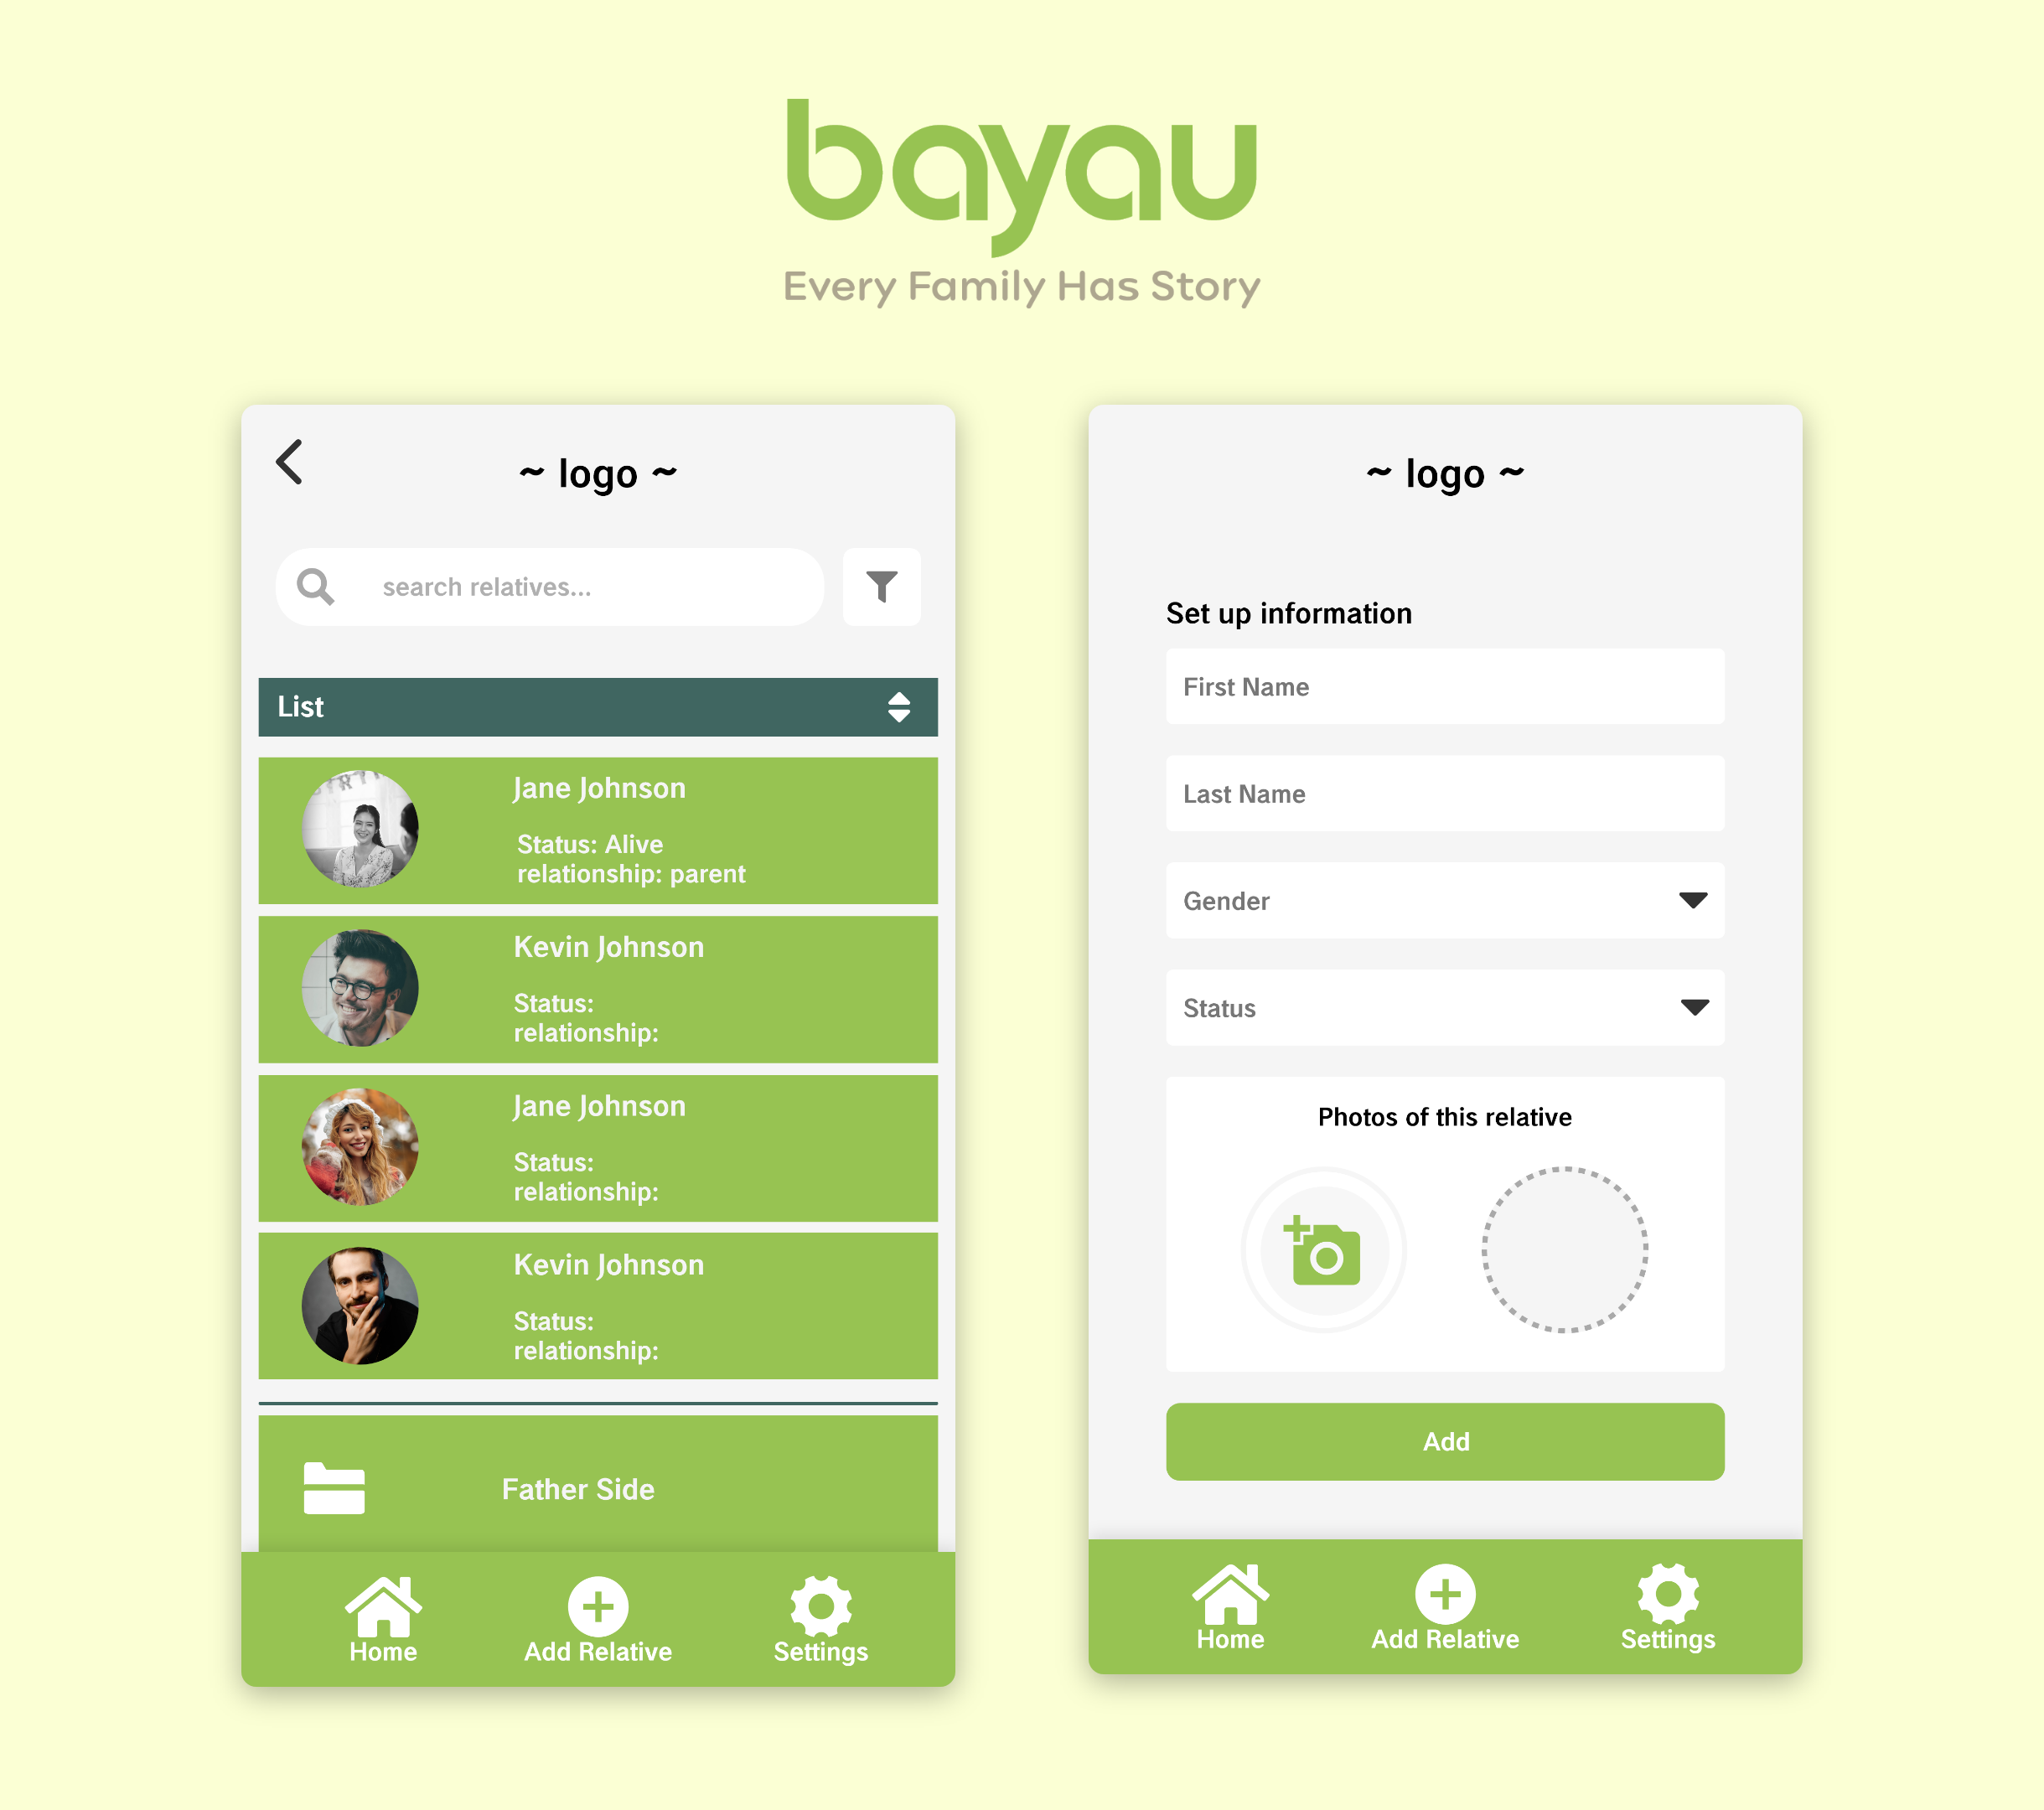 bayau
Every Family Has Story
~ logo ~
search relatives...
List
Jane Johnson
Status: Alive
relationship: parent
Kevin Johnson
Status:
relationship:
Jane Johnson
Status:
relationship:
Kevin Johnson
Status:
relationship:
Father Side
Home
Add Relative
Settings
~ logo ~
Set up information
First Name
Last Name
Gender
Status
Photos of this relative
Add
Home
Add Relative
Settings